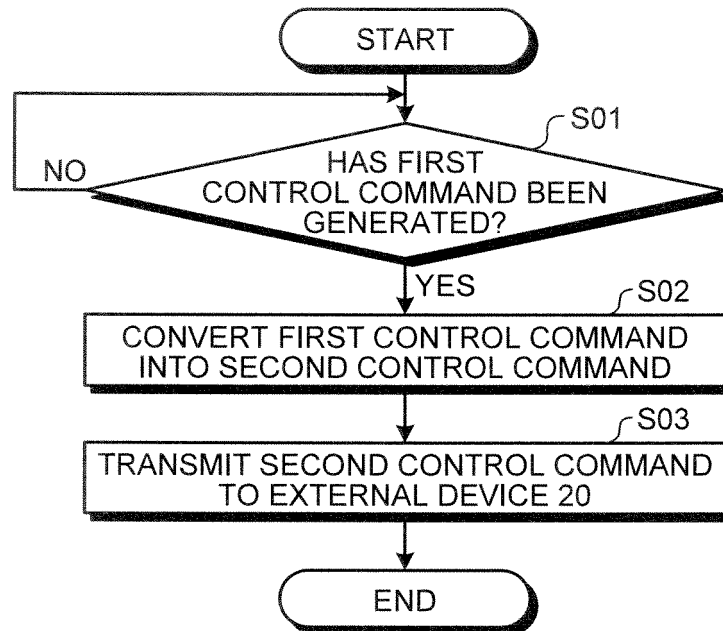 START
S01
HAS FIRST
CONTROL COMMAND BEEN
GENERATED?
NO
YES
S02
CONVERT FIRST CONTROL COMMAND
INTO SECOND CONTROL COMMAND
S03
TRANSMIT SECOND CONTROL COMMAND
TO EXTERNAL DEVICE 20
END